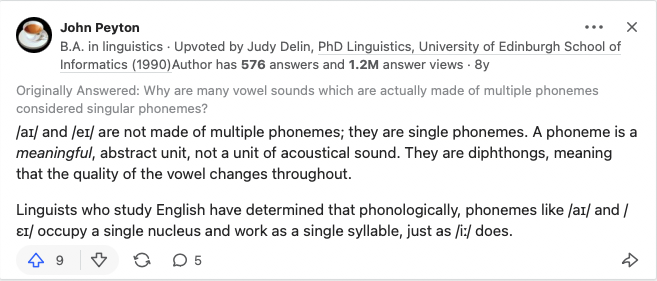 John Peyton
B.A. in linguistics · Upvoted by Judy Delin, PhD Linguistics, University of Edinburgh School of
Informatics (1990)Author has 576 answers and 1.2M answer views · 8y
Originally Answered: Why are many vowel sounds which are actually made of multiple phonemes
considered singular phonemes?
/aɪ/ and /eɪ/ are not made of multiple phonemes; they are single phonemes. A phoneme is a
meaningful, abstract unit, not a unit of acoustical sound. They are diphthongs, meaning
that the quality of the vowel changes throughout.
Linguists who study English have determined that phonologically, phonemes like /aɪ/ and /
ɛɪ/ occupy a single nucleus and work as a single syllable, just as /i:/ does.
9 5